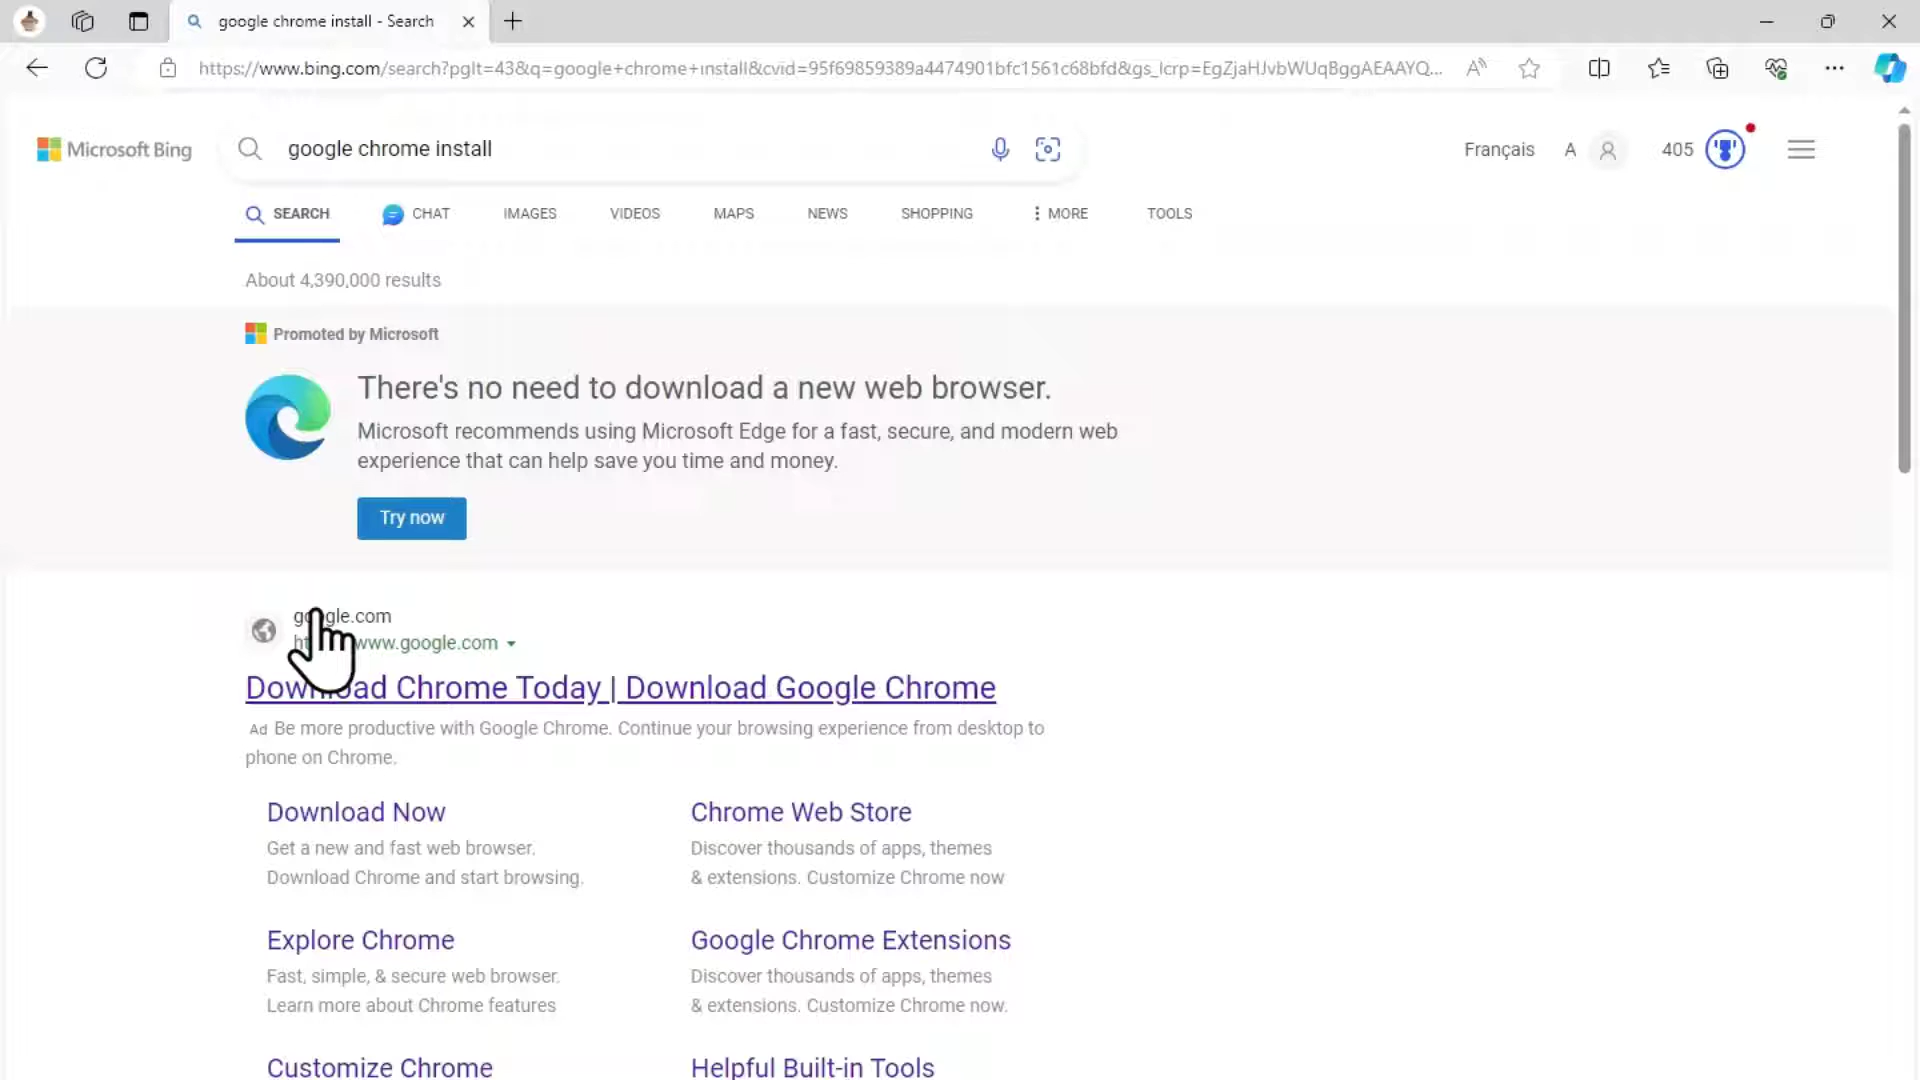 google chrome install - Search
https://www.bing.com/search?pglt=43&q=google+chrome+install&cvid=95f69859389a4474901bfc1561c68bfd&gs_lcrp=EgZjaHJvbWUqBggAEAAYQ...
Microsoft Bing
google chrome install
Français
A
405
SEARCH
CHAT
IMAGES
VIDEOS
MAPS
NEWS
SHOPPING
MORE
TOOLS
About 4,390,000 results
Promoted by Microsoft
There's no need to download a new web browser.
Microsoft recommends using Microsoft Edge for a fast, secure, and modern web
experience that can help save you time and money.
Try now
google.com
www.google.com
Download Chrome Today | Download Google Chrome
Ad Be more productive with Google Chrome. Continue your browsing experience from desktop to
phone on Chrome.
Download Now
Get a new and fast web browser.
Download Chrome and start browsing.
Chrome Web Store
Discover thousands of apps, themes
& extensions. Customize Chrome now
Explore Chrome
Fast, simple, & secure web browser.
Learn more about Chrome features
Google Chrome Extensions
Discover thousands of apps, themes
& extensions. Customize Chrome now.
Customize Chrome
Helpful Built-in Tools